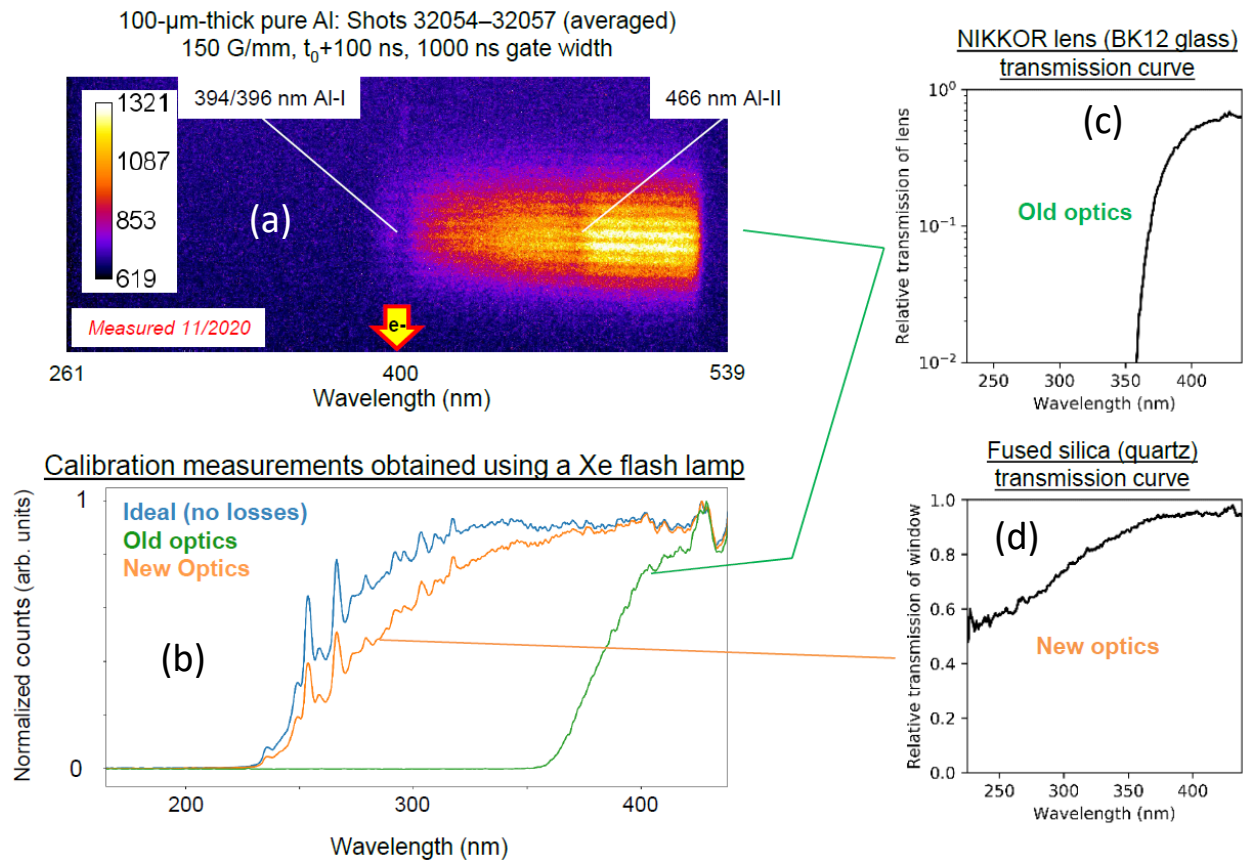 100-μm-thick pure Al: Shots 32054–32057 (averaged)
150 G/mm, t0+100 ns, 1000 ns gate width
1321
1087
853
619
394/396 nm Al-I
466 nm Al-II
(a)
Measured 11/2020
e-
261
400
539
Wavelength (nm)
NIKKOR lens (BK12 glass)
transmission curve
(c)
Old optics
Relative transmission of lens
10⁰
10⁻¹
10⁻²
250
300
350
400
Wavelength (nm)
Calibration measurements obtained using a Xe flash lamp
Ideal (no losses)
Old optics
New Optics
(b)
Normalized counts (arb. units)
1
0
200
300
400
Wavelength (nm)
Fused silica (quartz)
transmission curve
(d)
New optics
Relative transmission of window
1.0
0.8
0.6
0.4
0.2
0.0
250
300
350
400
Wavelength (nm)